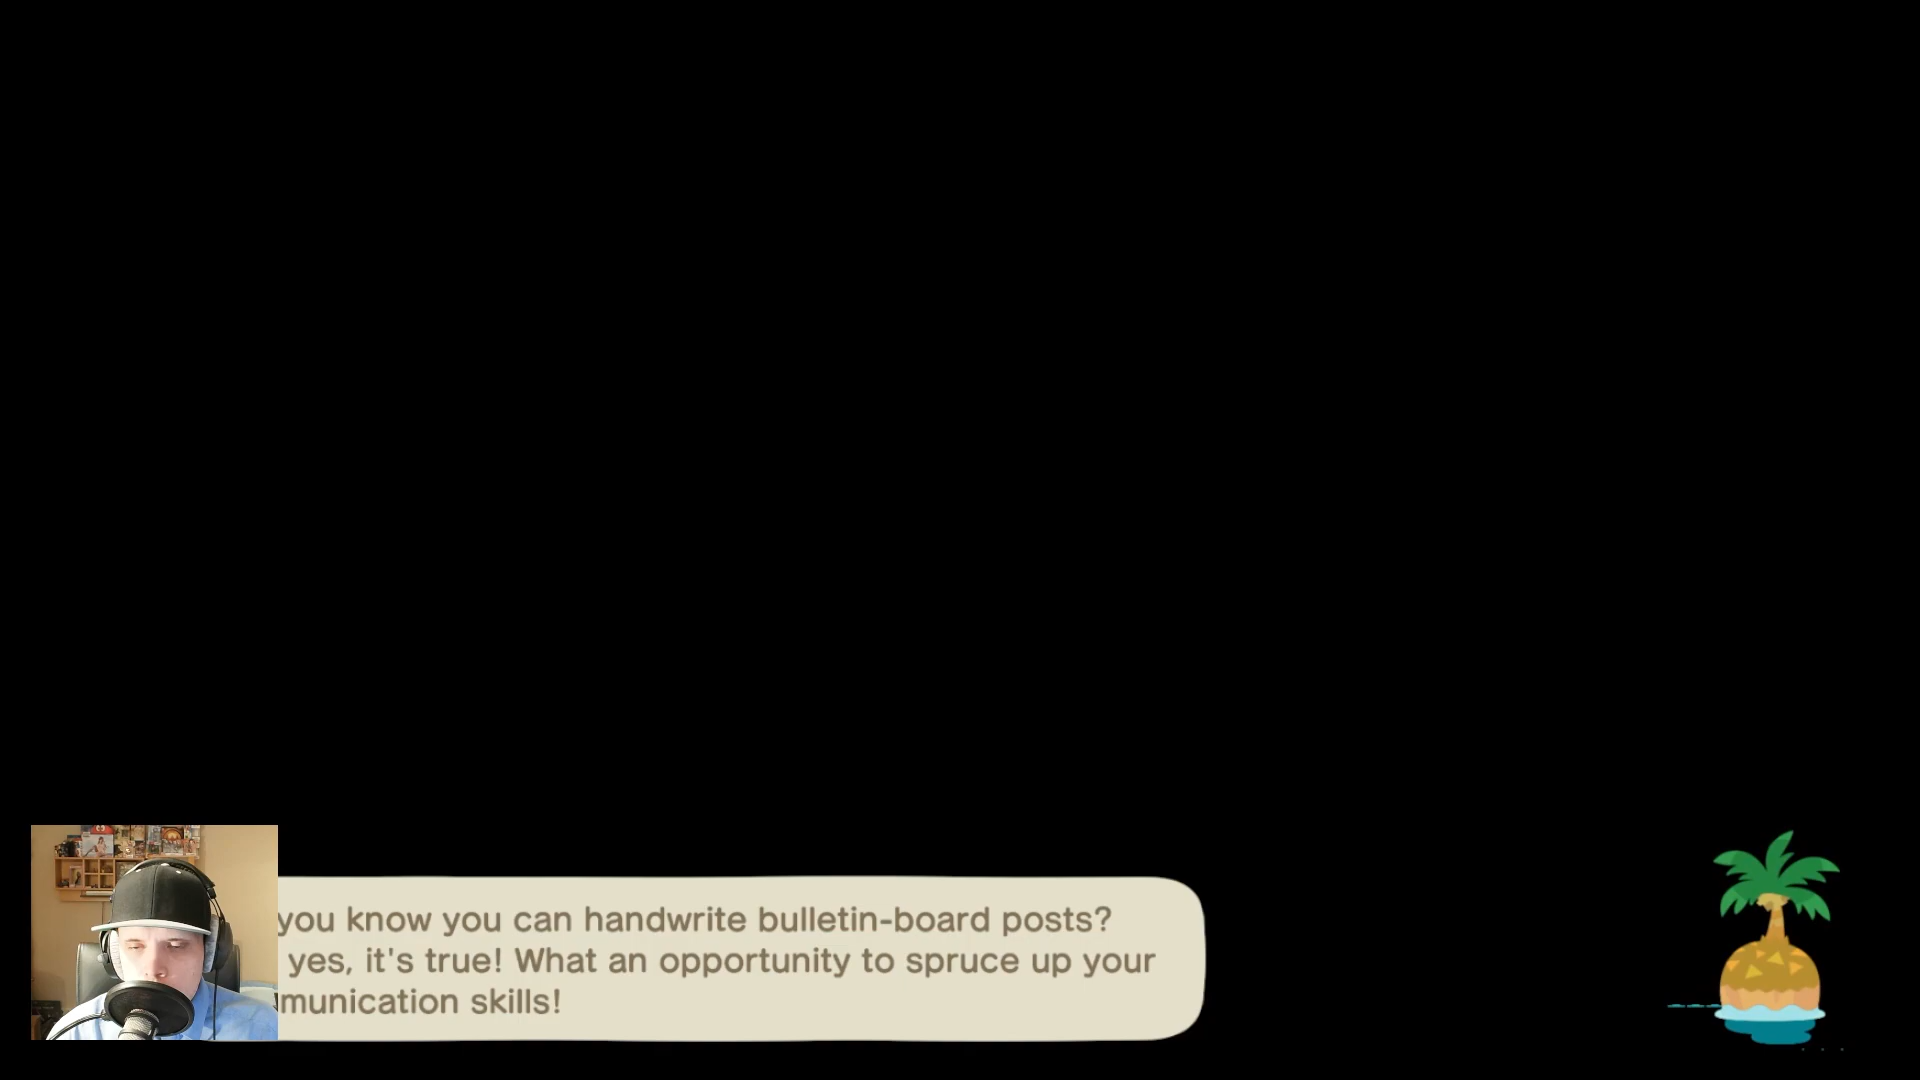 you know you can handwrite bulletin-board posts?
yes, it's true! What an opportunity to spruce up your
munication skills!